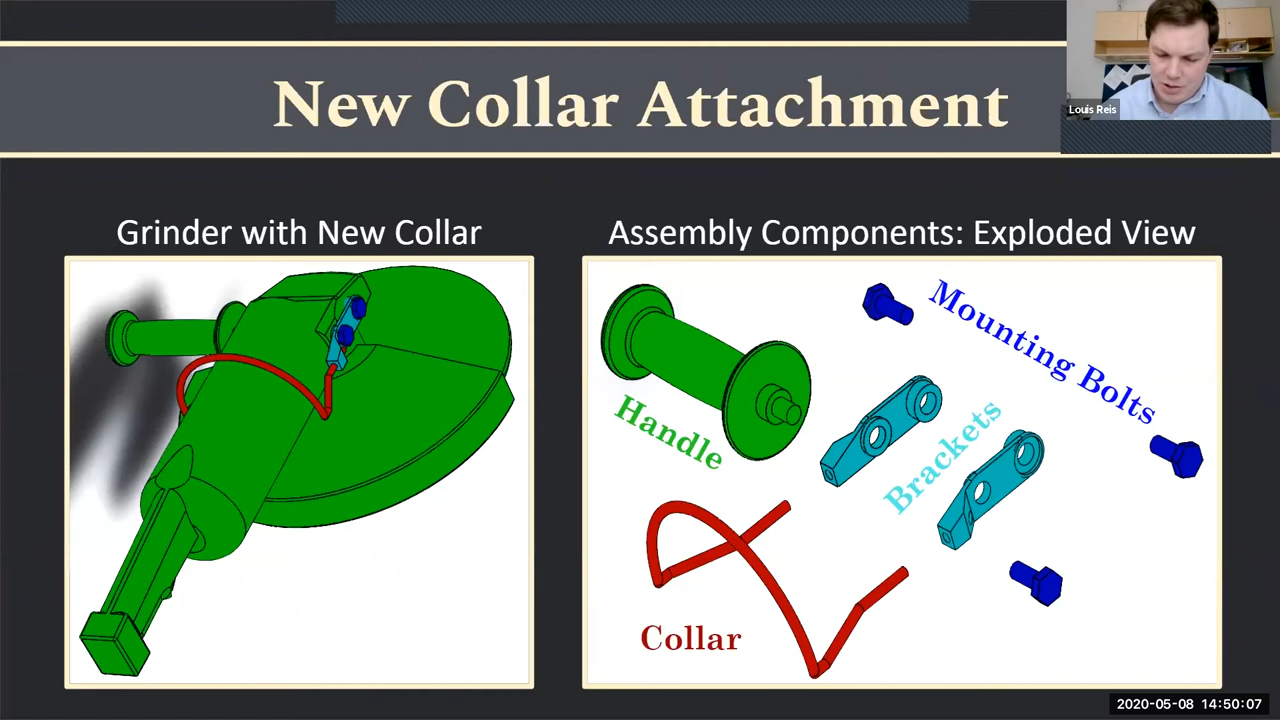 New Collar Attachment
Louis Reis
Grinder with New Collar
Assembly Components: Exploded View
Mounting Bolts
Handle
Brackets
Collar
2020-05-08 14:50:07